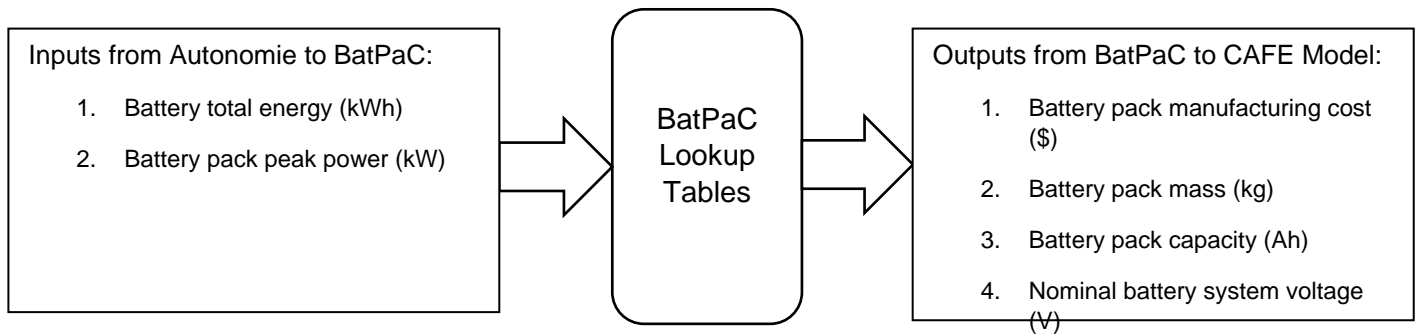 Inputs from Autonomie to BatPaC:
1. Battery total energy (kWh)
2. Battery pack peak power (kW)
BatPaC
Lookup
Tables
Outputs from BatPaC to CAFE Model:
1. Battery pack manufacturing cost
($)
2. Battery pack mass (kg)
3. Battery pack capacity (Ah)
4. Nominal battery system voltage
(V)